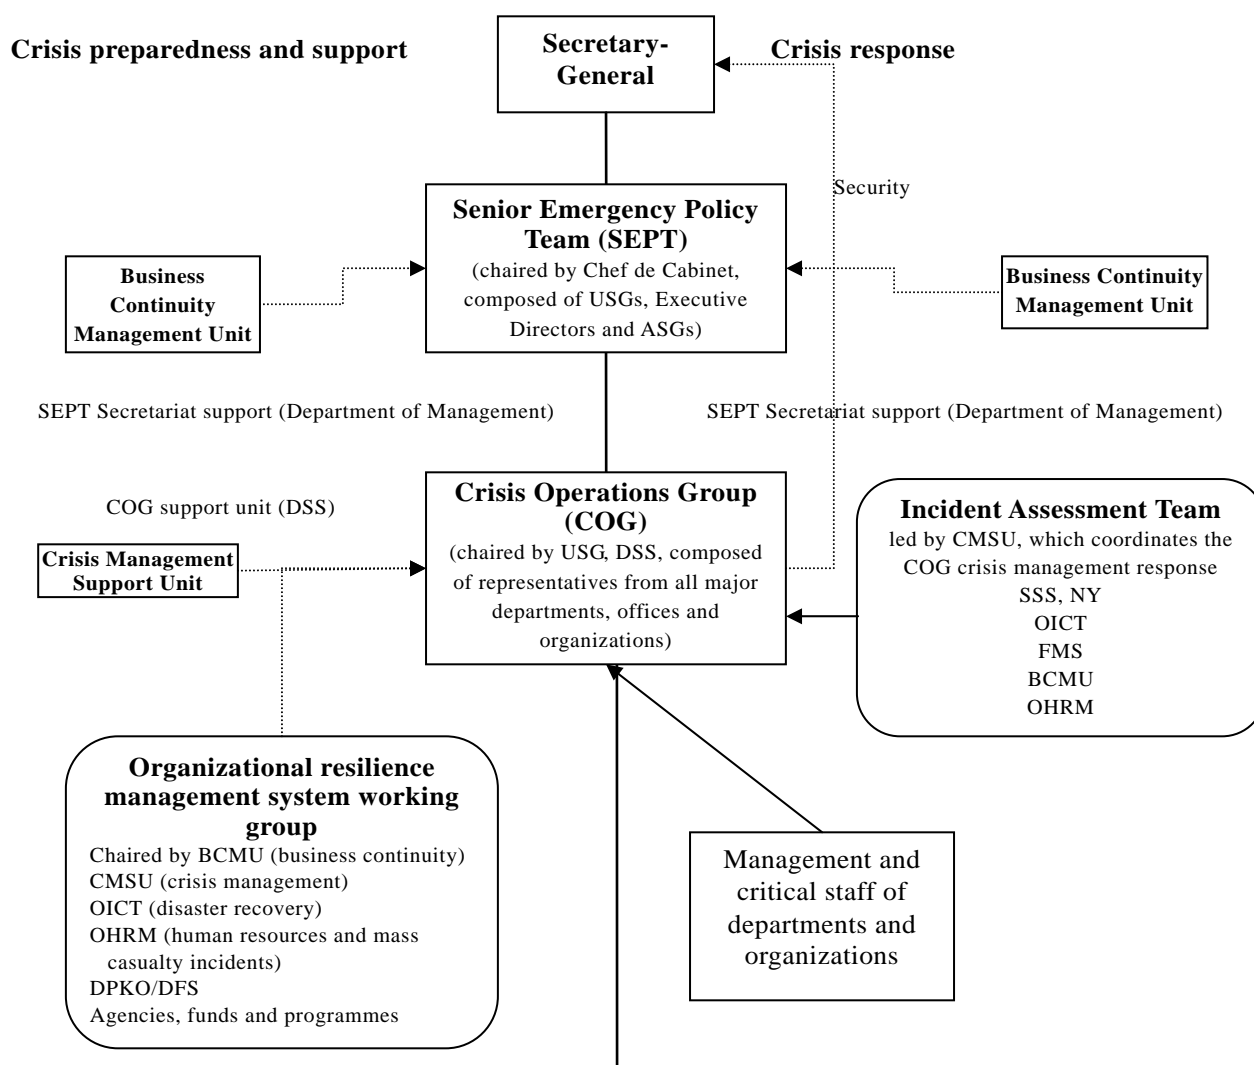 Crisis preparedness and support
Secretary-
General
Crisis response
Security
Senior Emergency Policy
Team (SEPT)
(chaired by Chef de Cabinet,
composed of USGs, Executive
Directors and ASGs)
Business
Continuity
Management Unit
Business Continuity
Management Unit
SEPT Secretariat support (Department of Management)
SEPT Secretariat support (Department of Management)
COG support unit (DSS)
Crisis Management
Support Unit
Crisis Operations Group
(COG)
(chaired by USG, DSS, composed
of representatives from all major
departments, offices and
organizations)
Incident Assessment Team
led by CMSU, which coordinates the
COG crisis management response
SSS, NY
OICT
FMS
BCMU
OHRM
Organizational resilience
management system working
group
Chaired by BCMU (business continuity)
CMSU (crisis management)
OICT (disaster recovery)
OHRM (human resources and mass
casualty incidents)
DPKO/DFS
Agencies, funds and programmes
Management and
critical staff of
departments and
organizations